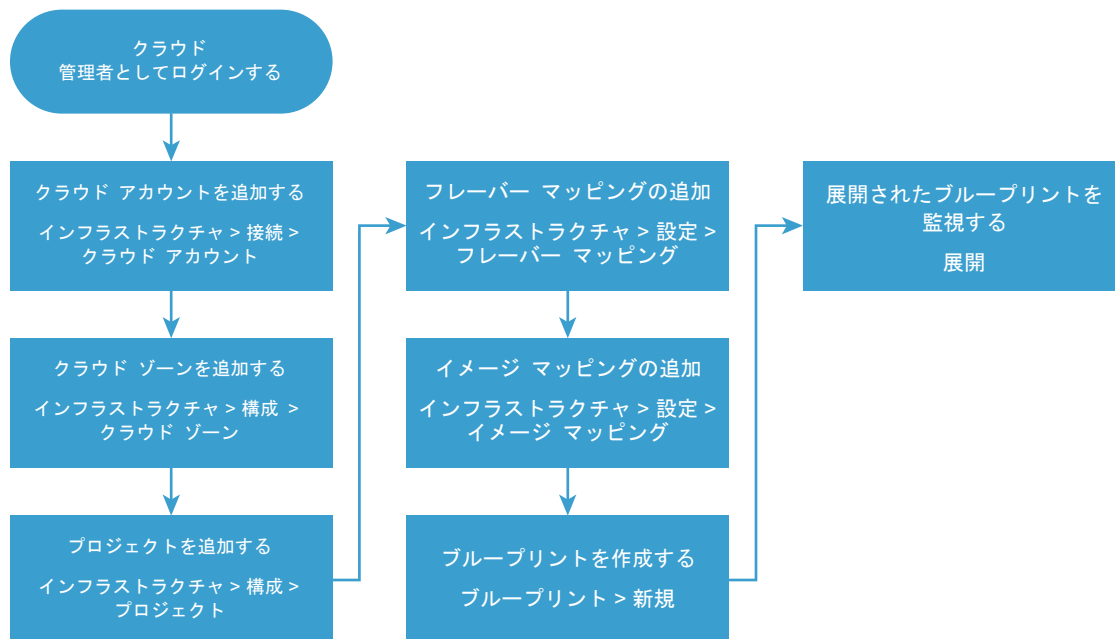 クラウド
管理者としてログインする
クラウド アカウントを追加する
インフラストラクチャ > 接続 >
クラウド アカウント
クラウド ゾーンを追加する
インフラストラクチャ > 構成 >
クラウド ゾーン
プロジェクトを追加する
インフラストラクチャ > 構成 >
プロジェクト
フレーバー マッピングの追加
インフラストラクチャ > 設定 >
フレーバー マッピング
イメージ マッピングの追加
インフラストラクチャ > 設定 >
イメージ マッピング
ブループリントを作成する
ブループリント > 新規
展開されたブループリントを
監視する
展開